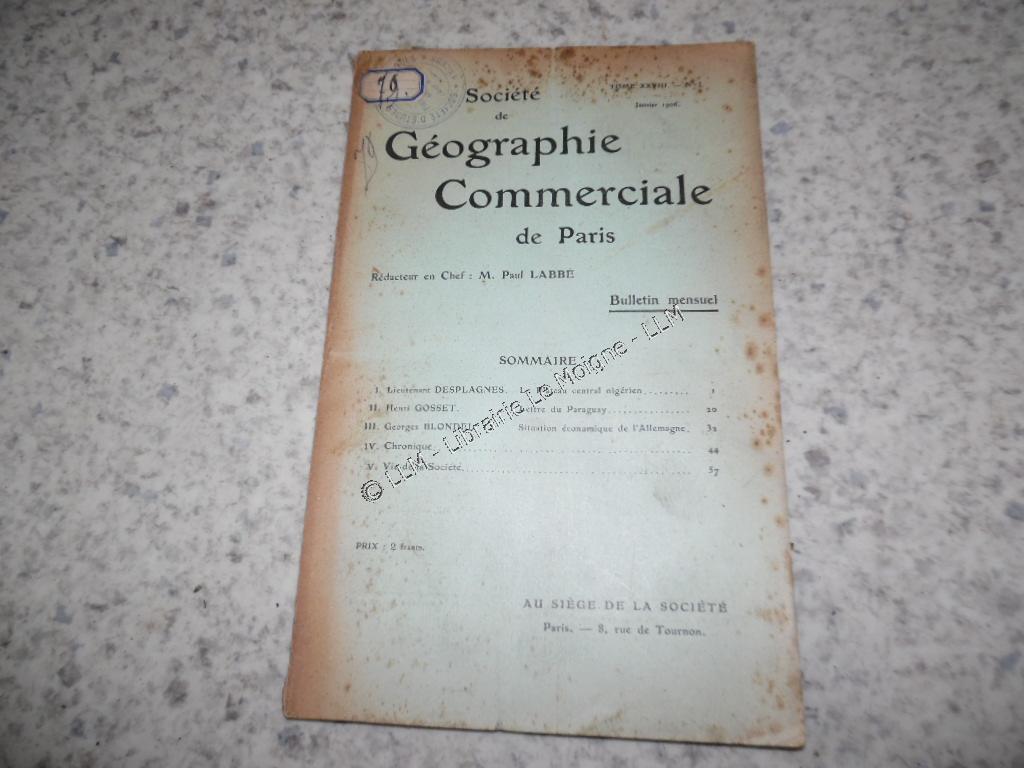 79.
TOME XXVIII. — N°
Janvier 1906.
Société
de
Géographie
Commerciale
de Paris
Rédacteur en Chef : M. Paul LABBÉ
Bulletin mensuel
SOMMAIRE
I. Lieutenant DESPLAGNES. Le Plateau central nigérien 1
II. Henri GOSSET. Lettre du Paraguay 20
III. Georges BLONDEL. Situation économique de l'Allemagne. 32
IV. Chronique 44
V. Vie de la Société 57
PRIX : 2 francs.
AU SIÈGE DE LA SOCIÉTÉ
Paris. — 8, rue de Tournon.
© LLM - Librairie Le Moigne - LLM